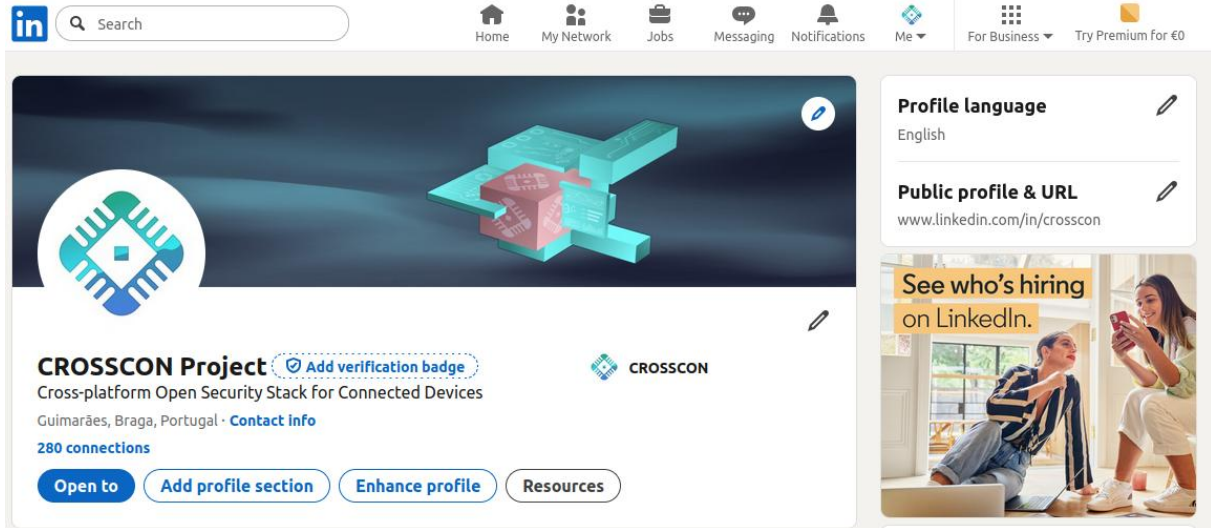 in
Search
Home
My Network
Jobs
Messaging
Notifications
Me
For Business
Try Premium for €0
CROSSCON Project
Add verification badge
Cross-platform Open Security Stack for Connected Devices
Guimarães, Braga, Portugal · Contact info
280 connections
Open to
Add profile section
Enhance profile
Resources
CROSSCON
Profile language
English
Public profile & URL
www.linkedin.com/in/crosscon
See who's hiring
on LinkedIn.